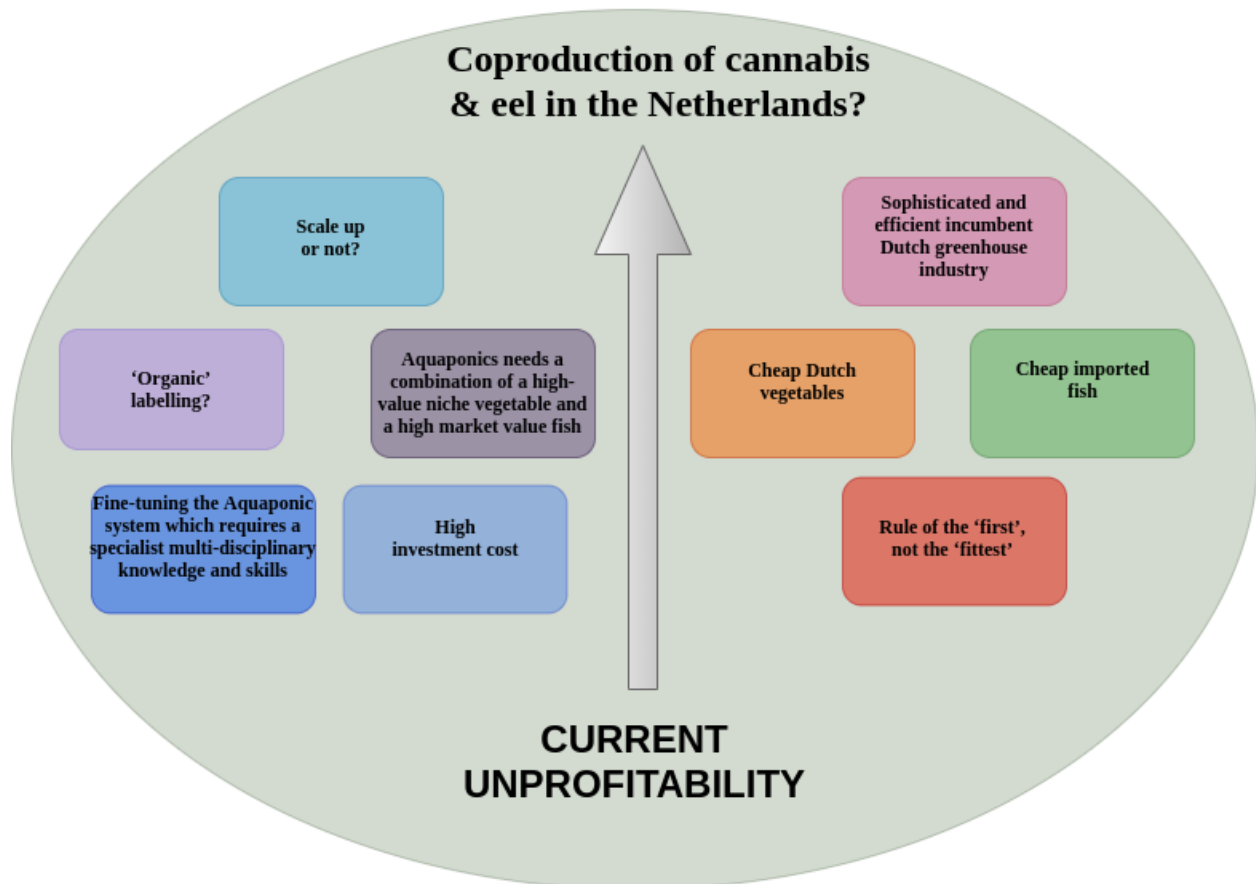 Coproduction of cannabis
& eel in the Netherlands?
Scale up
or not?
Sophisticated and
efficient incumbent
Dutch greenhouse
industry
‘Organic’
labelling?
Aquaponics needs a
combination of a high-
value niche vegetable and
a high market value fish
Cheap Dutch
vegetables
Cheap imported
fish
Fine-tuning the Aquaponic
system which requires a
specialist multi-disciplinary
knowledge and skills
High
investment cost
Rule of the ‘first’,
not the ‘fittest’
CURRENT
UNPROFITABILITY